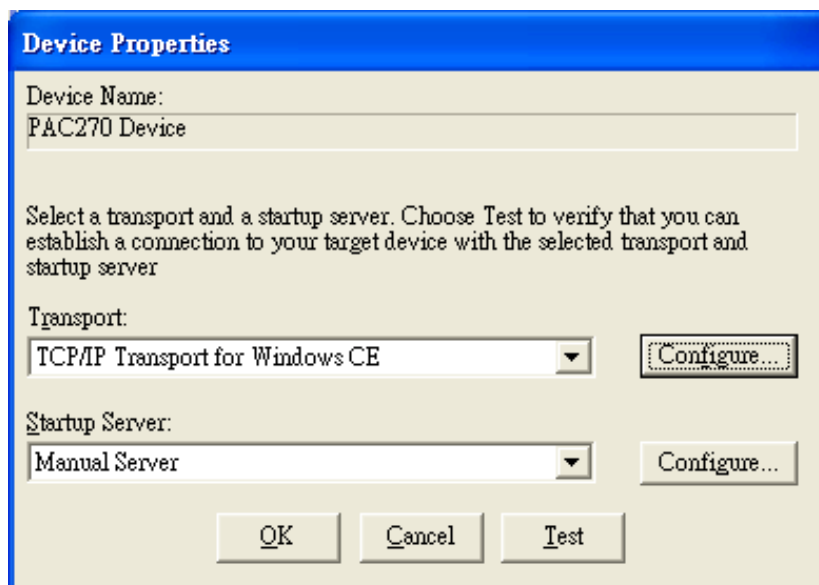 Device Properties
Device Name:
PAC270 Device
Select a transport and a startup server. Choose Test to verify that you can
establish a connection to your target device with the selected transport and
startup server
Transport:
TCP/IP Transport for Windows CE
Configure...
Startup Server:
Manual Server
Configure...
OK Cancel Test